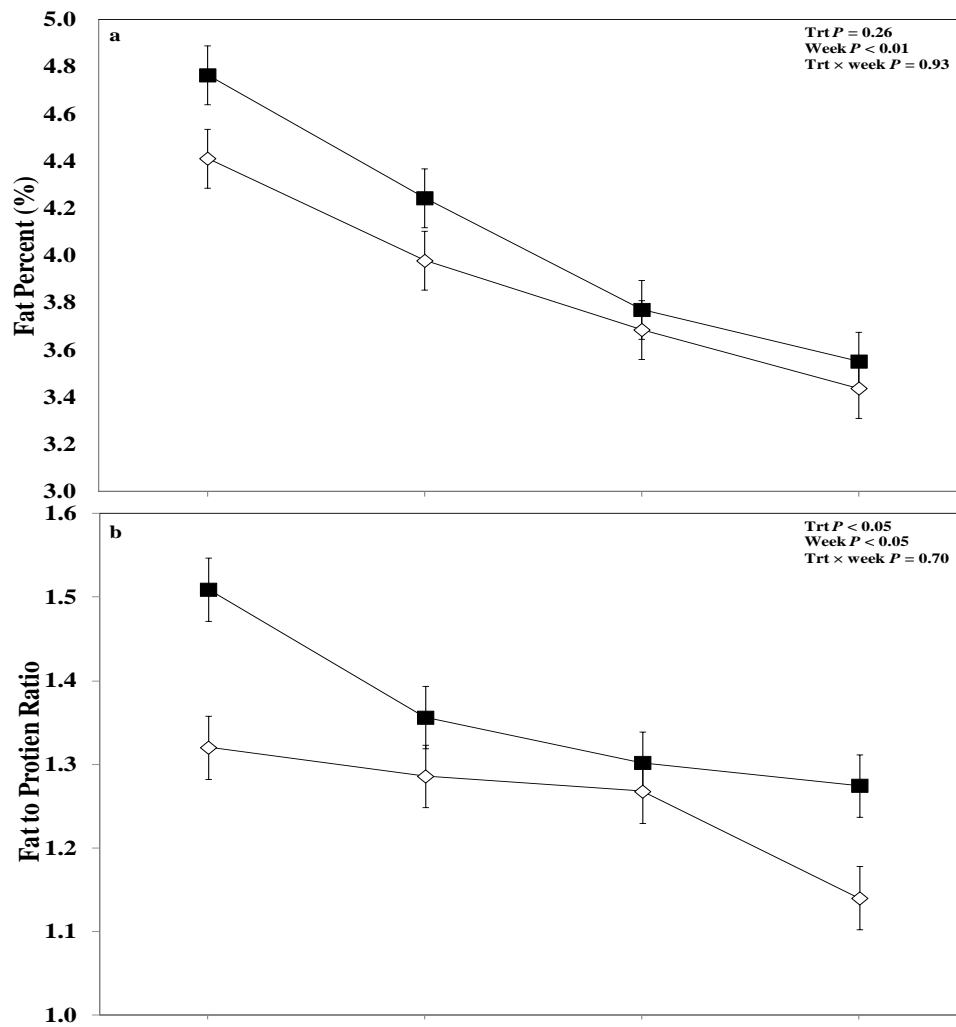 a
Trt P = 0.26
Week P < 0.01
Trt × week P = 0.93
Fat Percent (%)
5.0
4.8
4.6
4.4
4.2
4.0
3.8
3.6
3.4
3.2
3.0
b
Trt P < 0.05
Week P < 0.05
Trt × week P = 0.70
Fat to Protien Ratio
1.6
1.5
1.4
1.3
1.2
1.1
1.0